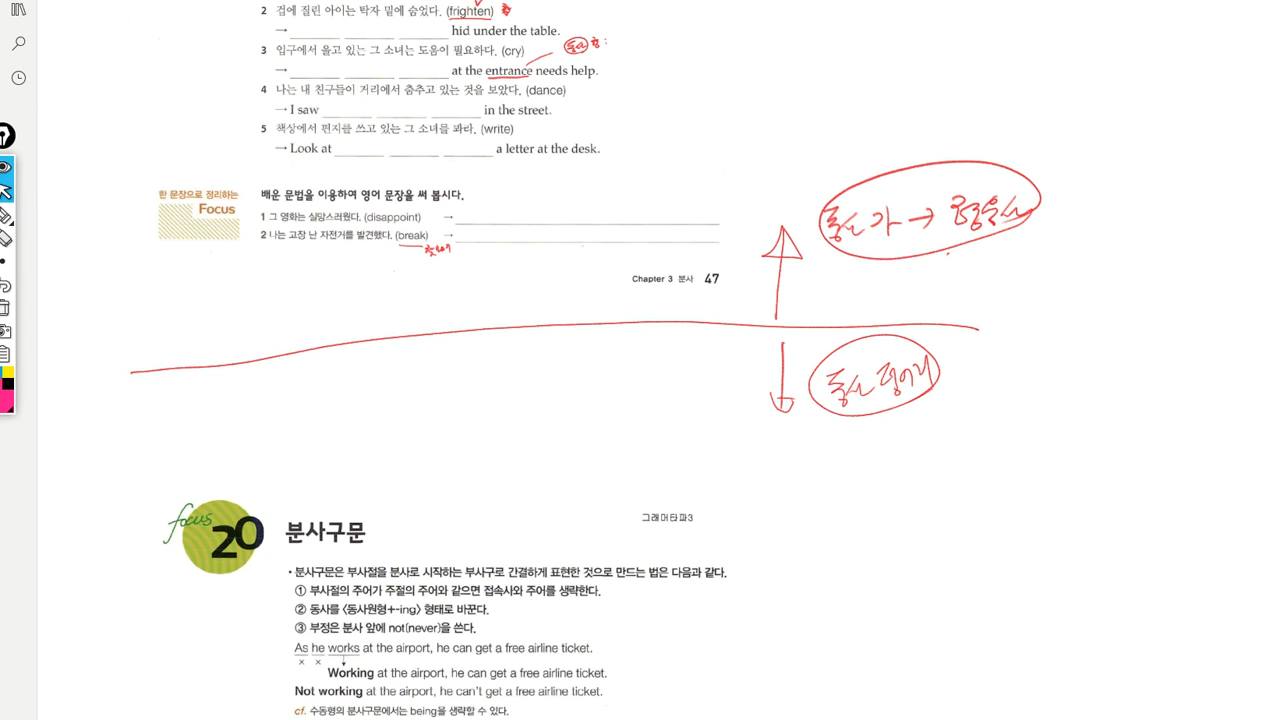 2 겁에 질린 아이는 탁자 밑에 숨었다. (frighten)
→ ______ ______ ______ hid under the table.
3 입구에서 울고 있는 그 소녀는 도움이 필요하다. (cry)
→ ______ ______ ______ at the entrance needs help.
4 나는 내 친구들이 거리에서 춤추고 있는 것을 보았다. (dance)
→ I saw ______ ______ ______ in the street.
5 책상에서 편지를 쓰고 있는 그 소녀를 봐라. (write)
→ Look at ______ ______ ______ a letter at the desk.
한 문장으로 정리하는
Focus
배운 문법을 이용하여 영어 문장을 써 봅시다.
1 그 영화는 실망스러웠다. (disappoint) →
2 나는 고장 난 자전거를 발견했다. (break) →
Chapter 3 분사 47
focus
20
분사구문
그래머타파3
• 분사구문은 부사절을 분사로 시작하는 부사구로 간결하게 표현한 것으로 만드는 법은 다음과 같다.
① 부사절의 주어가 주절의 주어와 같으면 접속사와 주어를 생략한다.
② 동사를 〈동사원형+-ing〉 형태로 바꾼다.
③ 부정은 분사 앞에 not(never)을 쓴다.
As he works at the airport, he can get a free airline ticket.
× ×
Working at the airport, he can get a free airline ticket.
Not working at the airport, he can't get a free airline ticket.
cf. 수동형의 분사구문에서는 being을 생략할 수 있다.